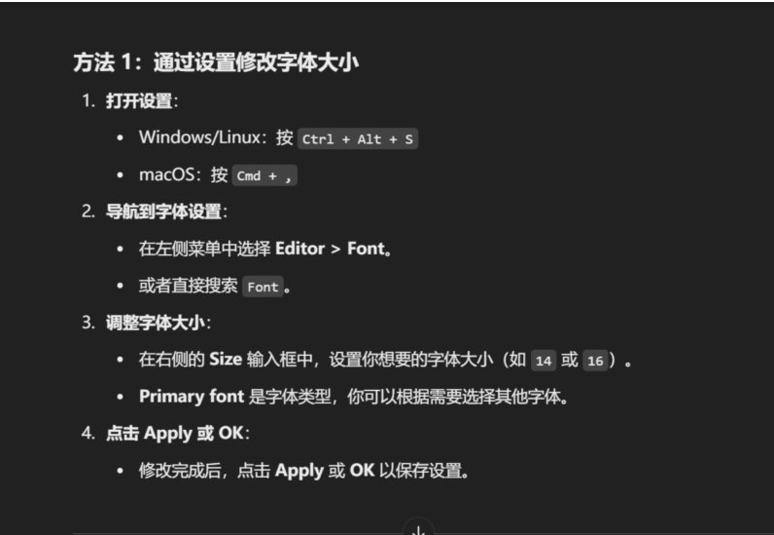 方法 1：通过设置修改字体大小
1. 打开设置：
• Windows/Linux：按 Ctrl + Alt + S
• macOS：按 Cmd + ,
2. 导航到字体设置：
• 在左侧菜单中选择 Editor > Font。
• 或者直接搜索 Font 。
3. 调整字体大小：
• 在右侧的 Size 输入框中，设置你想要的字体大小（如 14 或 16 ）。
• Primary font 是字体类型，你可以根据需要选择其他字体。
4. 点击 Apply 或 OK：
• 修改完成后，点击 Apply 或 OK 以保存设置。